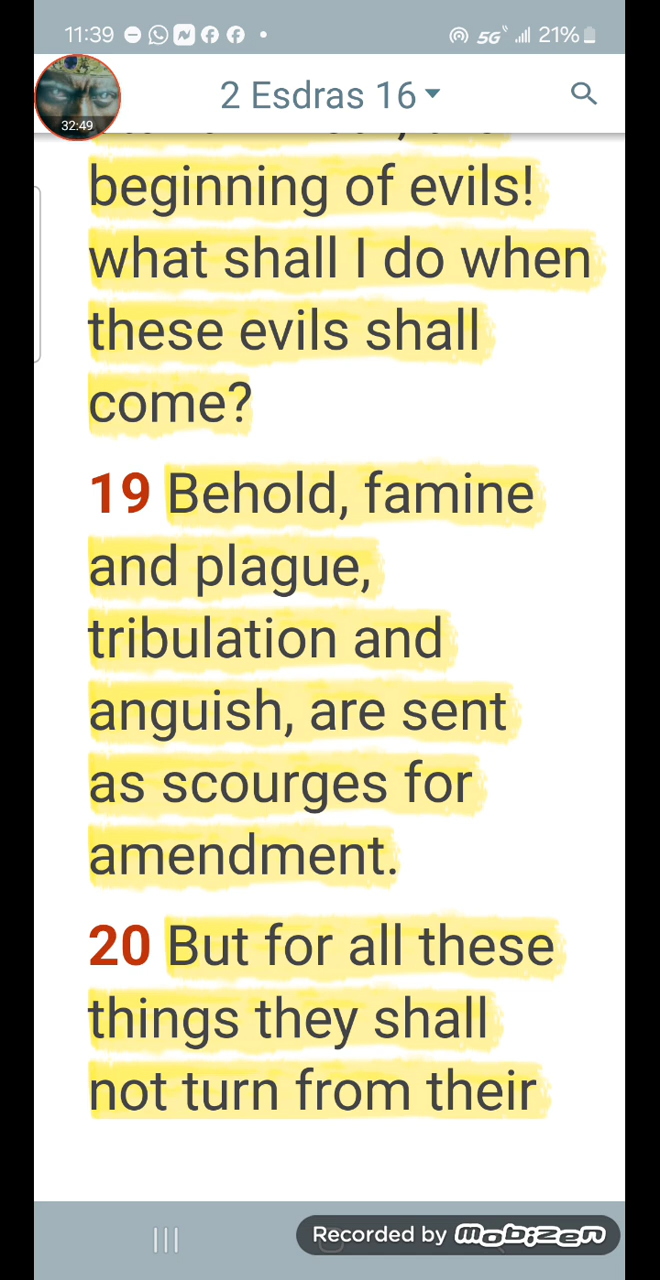 11:39
5G 21%
2 Esdras 16
32:49
beginning of evils!
what shall I do when
these evils shall
come?
19 Behold, famine
and plague,
tribulation and
anguish, are sent
as scourges for
amendment.
20 But for all these
things they shall
not turn from their
Recorded by mobizen